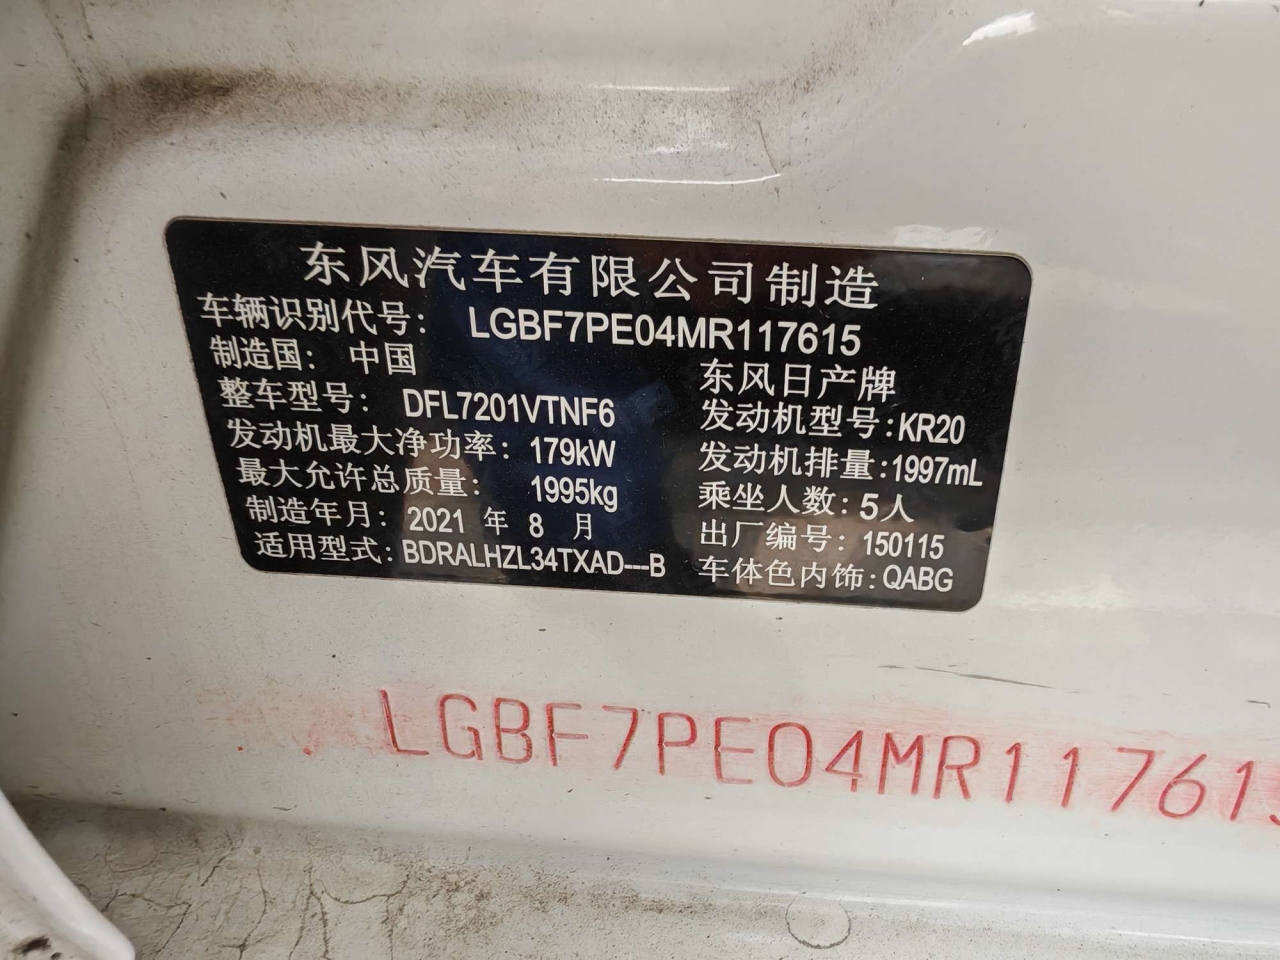 东风汽车有限公司制造
车辆识别代号: LGBF7PE04MR117615
制造国: 中国 东风日产牌
整车型号: DFL7201VTNF6 发动机型号:KR20
发动机最大净功率: 179kW 发动机排量:1997mL
最大允许总质量: 1995kg 乘坐人数: 5人
制造年月: 2021 年 8 月 出厂编号: 150115
适用型式: BDRALHZL34TXAD---B 车体色内饰:QABG
LGBF7PE04MR11761